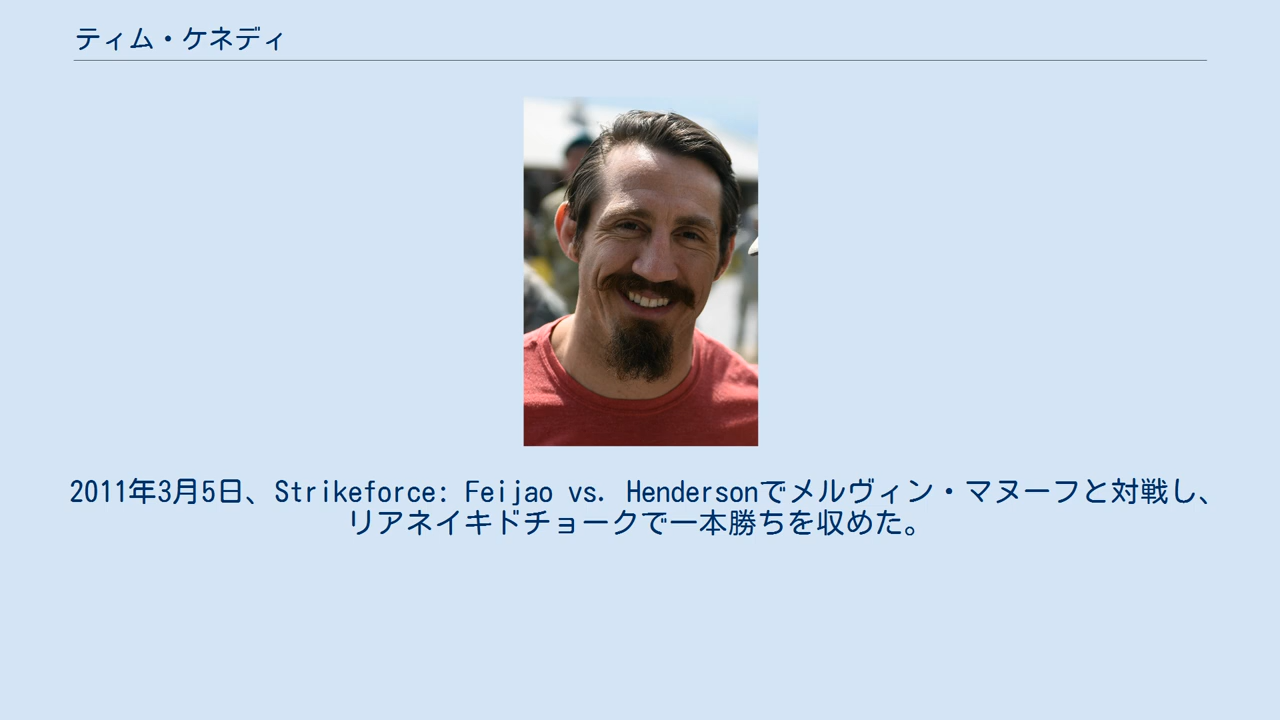 ティム・ケネディ
2011年3月5日、Strikeforce: Feijao vs. Hendersonでメルヴィン・マヌーフと対戦し、
リアネイキドチョークで一本勝ちを収めた。